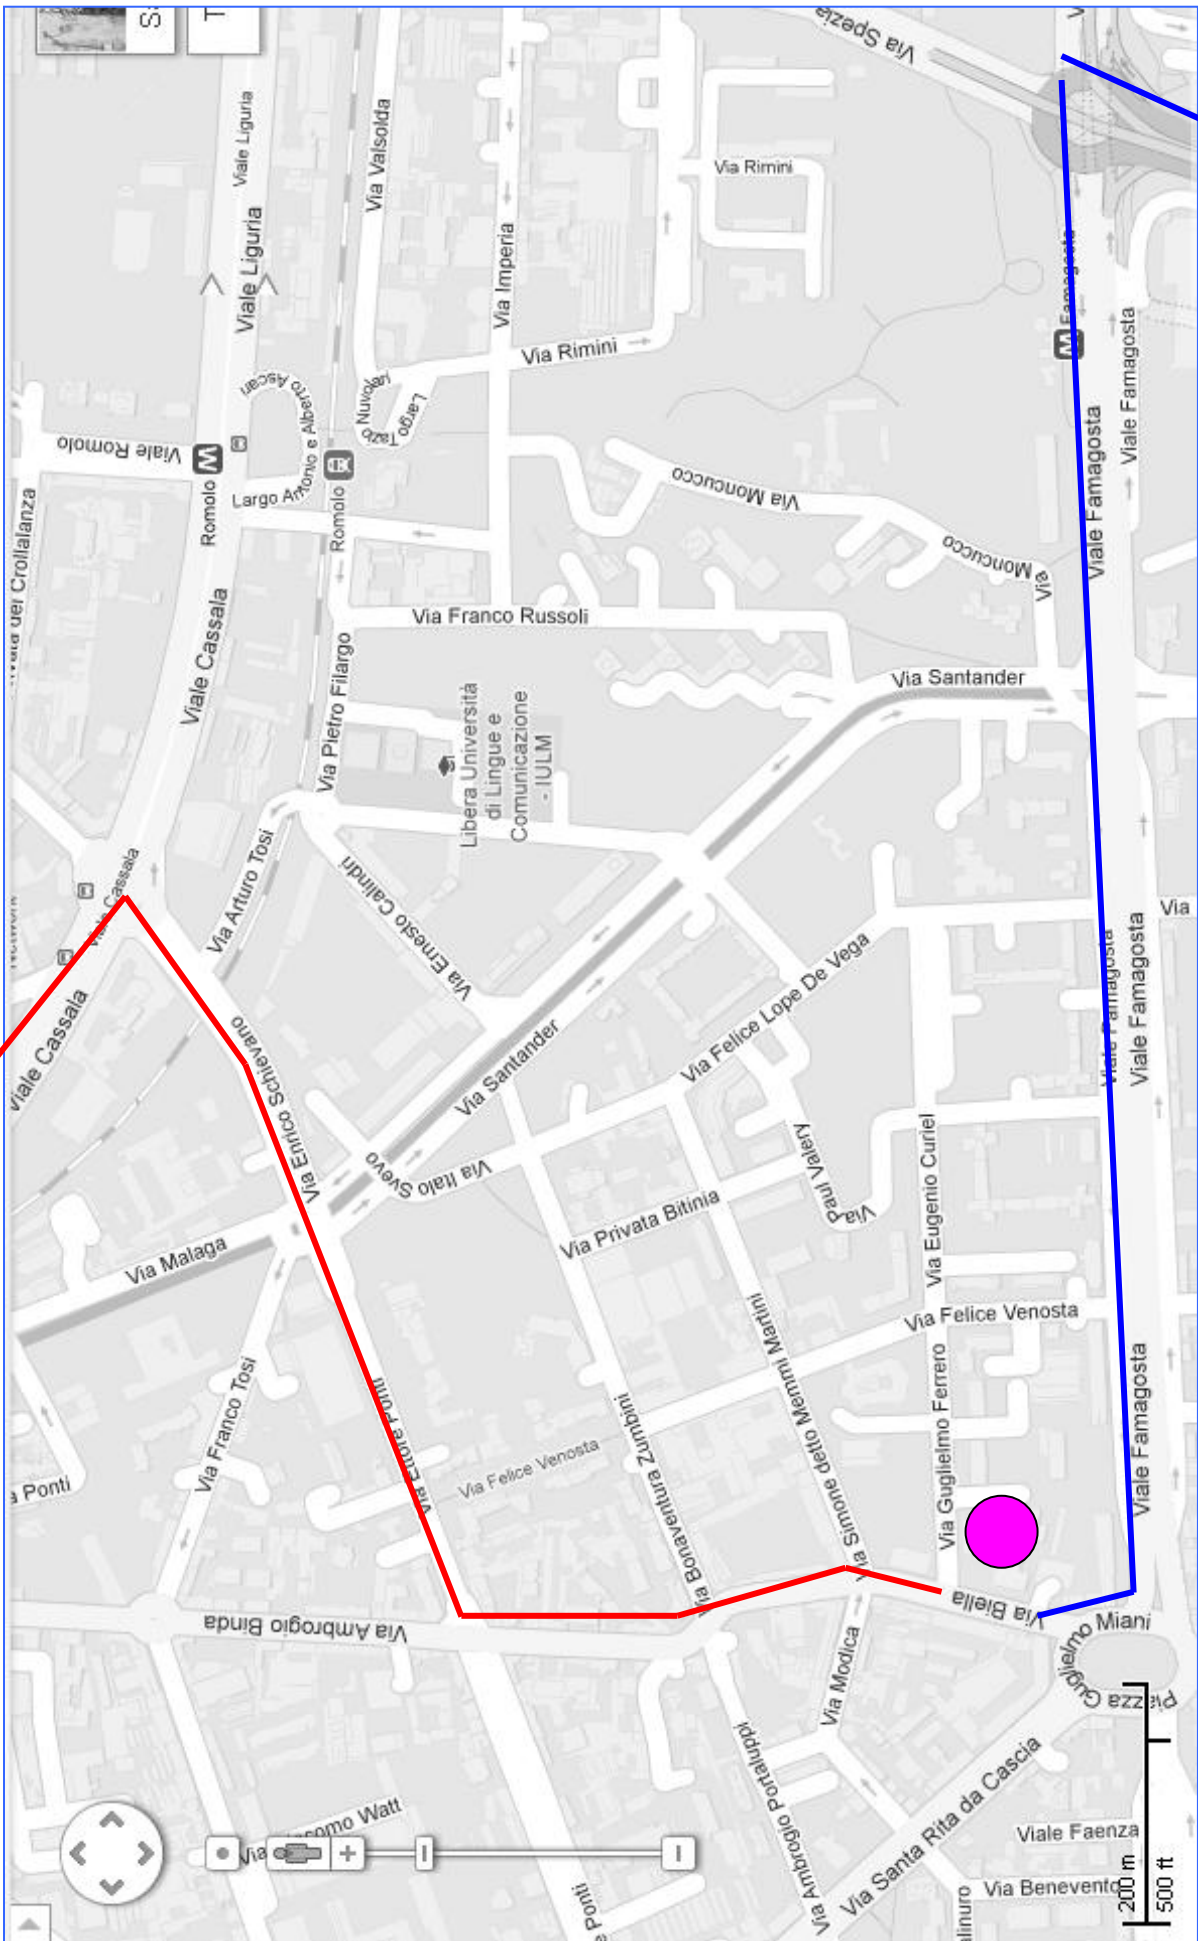 Via Spezia
Viale Liguria
Viale Liguria
Via Valsolda
Via Rimini
Via Imperia
Famagosta
M
Via Rimini
Viale Famagosta
Viale Famagosta
Largo Tazio Nuvolari
Largo Antonio e Alberto Ascari
Viale Romolo
M
Romolo
Romolo
Via Moncucco
Via Moncucco
Viale Cassala
Via Franco Russoli
Via Pietro Filargo
Via Santander
Libera Università
di Lingue e
Comunicazione
- IULM
Viale Cassala
Via Arturo Tosi
Via Ernesto Calindri
Via
Viale Famagosta
Viale Famagosta
Via Felice Lope De Vega
Viale Cassala
Via Santander
Via Enrico Schievano
Via Italo Svevo
Via Paul Valery
Via Eugenio Curiel
Via Privata Bitinia
Via Malaga
Via Felice Venosta
Via Simone detto Memmi Martini
Via Franco Tosi
Via Ettore Ponti
Via Felice Venosta
Via Bonaventura Zumbini
Via Guglielmo Ferrero
Viale Famagosta
Ponti
Via Ambrogio Binda
Via Biella
Piazza Guglielmo Miani
Via Modica
Via Ambrogio Portaluppi
Via Santa Rita da Cascia
Viale Faenza
Via Benevento
Ponti
200 m
500 ft